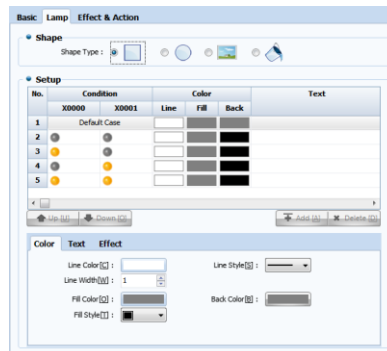 Basic Lamp Effect & Action
Shape
Shape Type :
Setup
No. Condition Color Text
X0000 X0001 Line Fill Back
1 Default Case
2
3
4
5
Up [U] Down [D] Add [A] Delete [D]
Color Text Effect
Line Color[C] : Line Style[S] :
Line Width[W] : 1
Fill Color[O] : Back Color[B] :
Fill Style[T] :